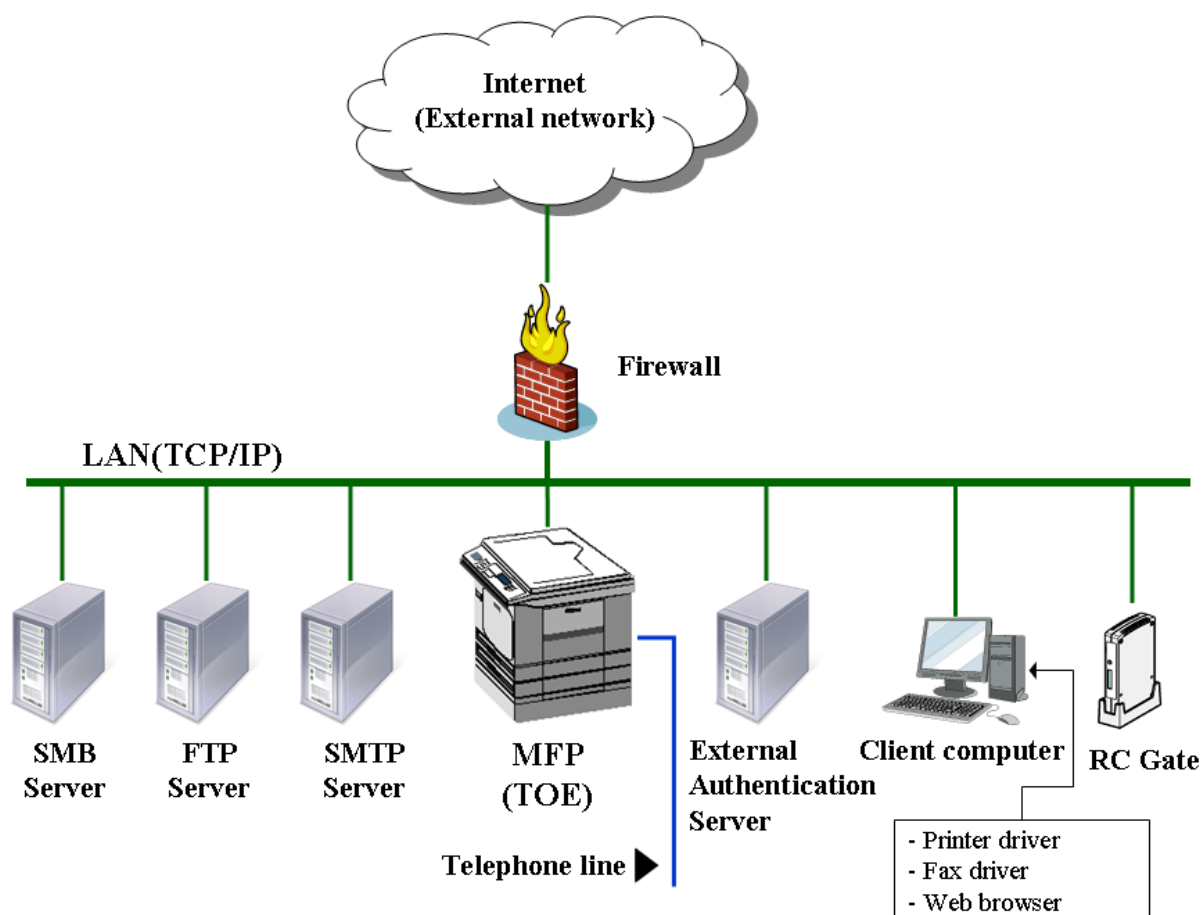 Internet
(External network)
Firewall
LAN(TCP/IP)
SMB
Server
FTP
Server
SMTP
Server
MFP
(TOE)
External
Authentication
Server
Client computer
RC Gate
Telephone line
- Printer driver
- Fax driver
- Web browser